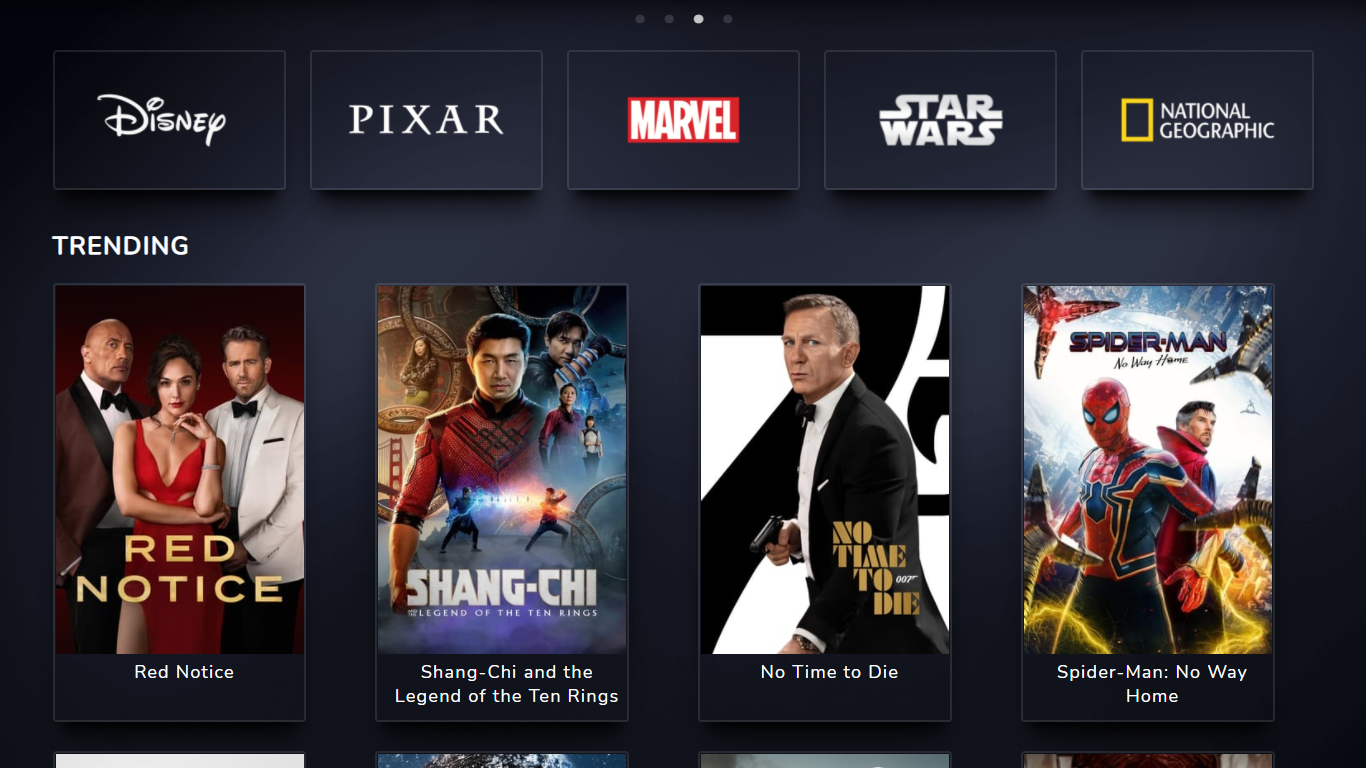 DISNEY
PIXAR
MARVEL
STAR
WARS
NATIONAL
GEOGRAPHIC
TRENDING
RED
NOTICE
Red Notice
SHANG-CHI
AND THE LEGEND OF THE TEN RINGS
Shang-Chi and the
Legend of the Ten Rings
NO
TIME
TO
007
DIE
No Time to Die
SPIDER-MAN
No Way Home
Spider-Man: No Way
Home